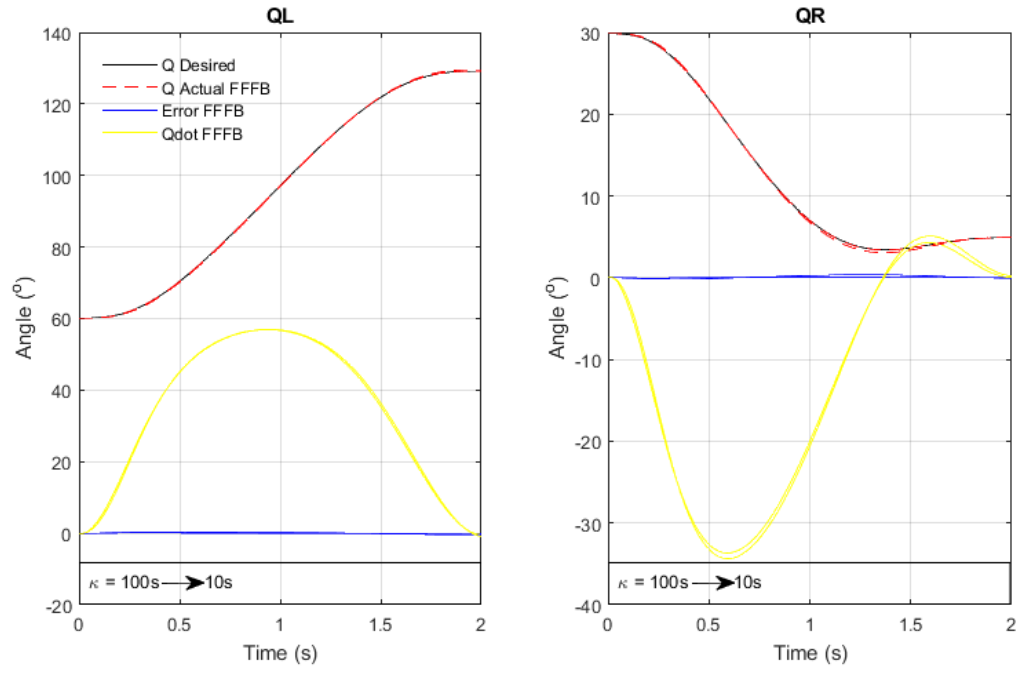 QL
140
120
100
80
60
40
20
0
-20
Angle (º)
Q Desired
Q Actual FFFB
Error FFFB
Qdot FFFB
κ = 100s 10s
0 0.5 1 1.5 2
Time (s)
QR
30
20
10
0
-10
-20
-30
-40
Angle (º)
κ = 100s 10s
0 0.5 1 1.5 2
Time (s)